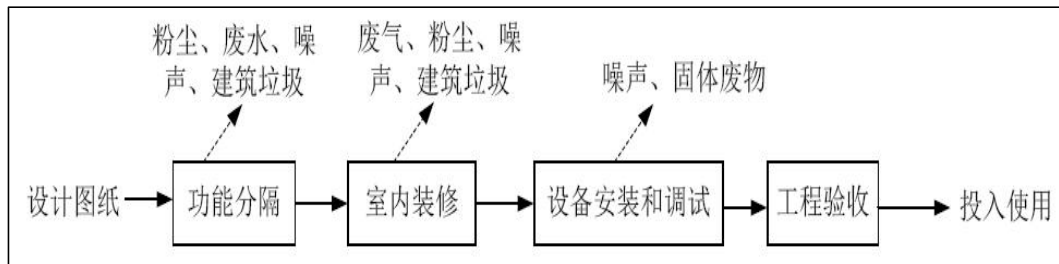 粉尘、废水、噪
声、建筑垃圾
废气、粉尘、噪
声、建筑垃圾
噪声、固体废物
设计图纸
功能分隔
室内装修
设备安装和调试
工程验收
投入使用